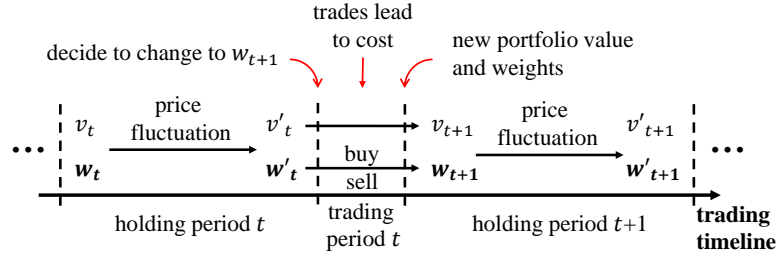 trades lead
to cost
decide to change to w_{t+1}
new portfolio value
and weights
price
fluctuation
v_t
v'_t
v_{t+1}
price
fluctuation
v'_{t+1}
...
w_t
w'_t
buy
sell
w_{t+1}
w'_{t+1}
...
holding period t
trading
period t
holding period t+1
trading
timeline